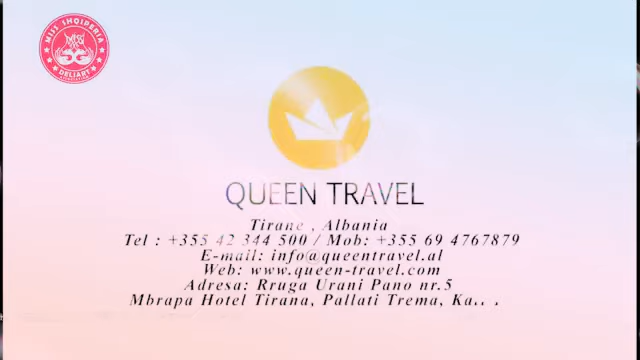 MISS SHQIPERIA
DELIART
QUEEN TRAVEL
Tirane , Albania
Tel : +355 42 344 500 / Mob: +355 69 4767879
E-mail: info@queentravel.al
Web: www.queen-travel.com
Adresa: Rruga Urani Pano nr.5
Mbrapa Hotel Tirana, Pallati Trema,